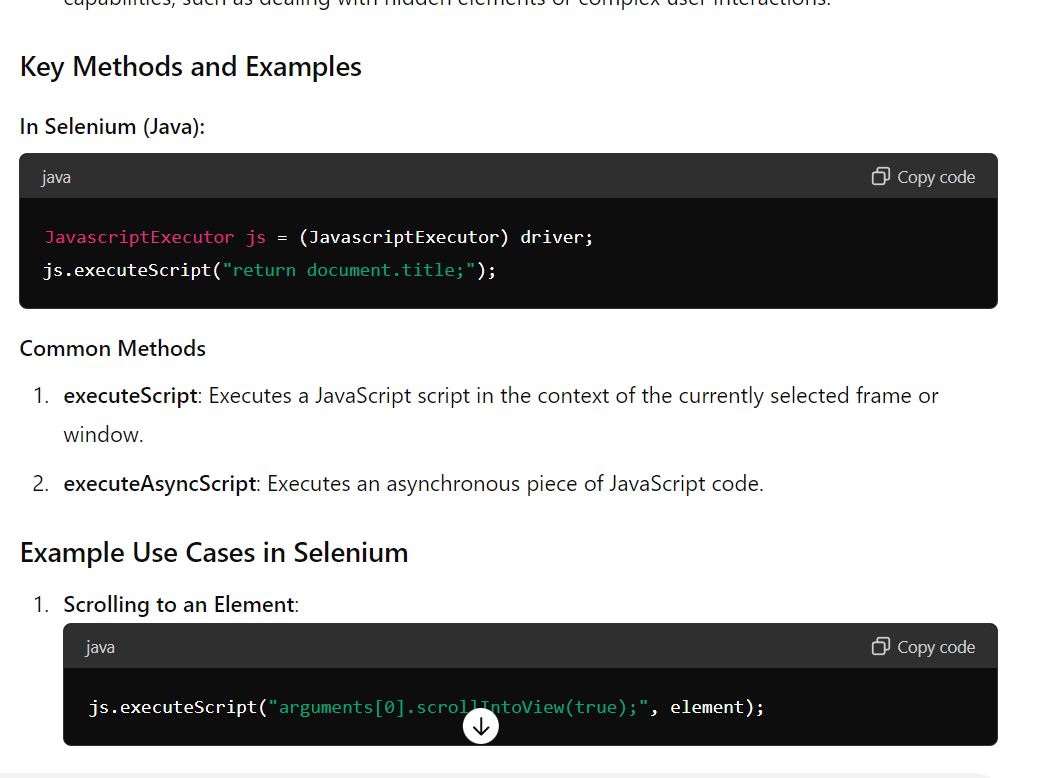 capabilities, such as dealing with hidden elements or complex user interactions.
Key Methods and Examples
In Selenium (Java):
java
Copy code
JavascriptExecutor js = (JavascriptExecutor) driver;
js.executeScript("return document.title;");
Common Methods
1. executeScript: Executes a JavaScript script in the context of the currently selected frame or
window.
2. executeAsyncScript: Executes an asynchronous piece of JavaScript code.
Example Use Cases in Selenium
1. Scrolling to an Element:
java
Copy code
js.executeScript("arguments[0].scrollIntoView(true);", element);